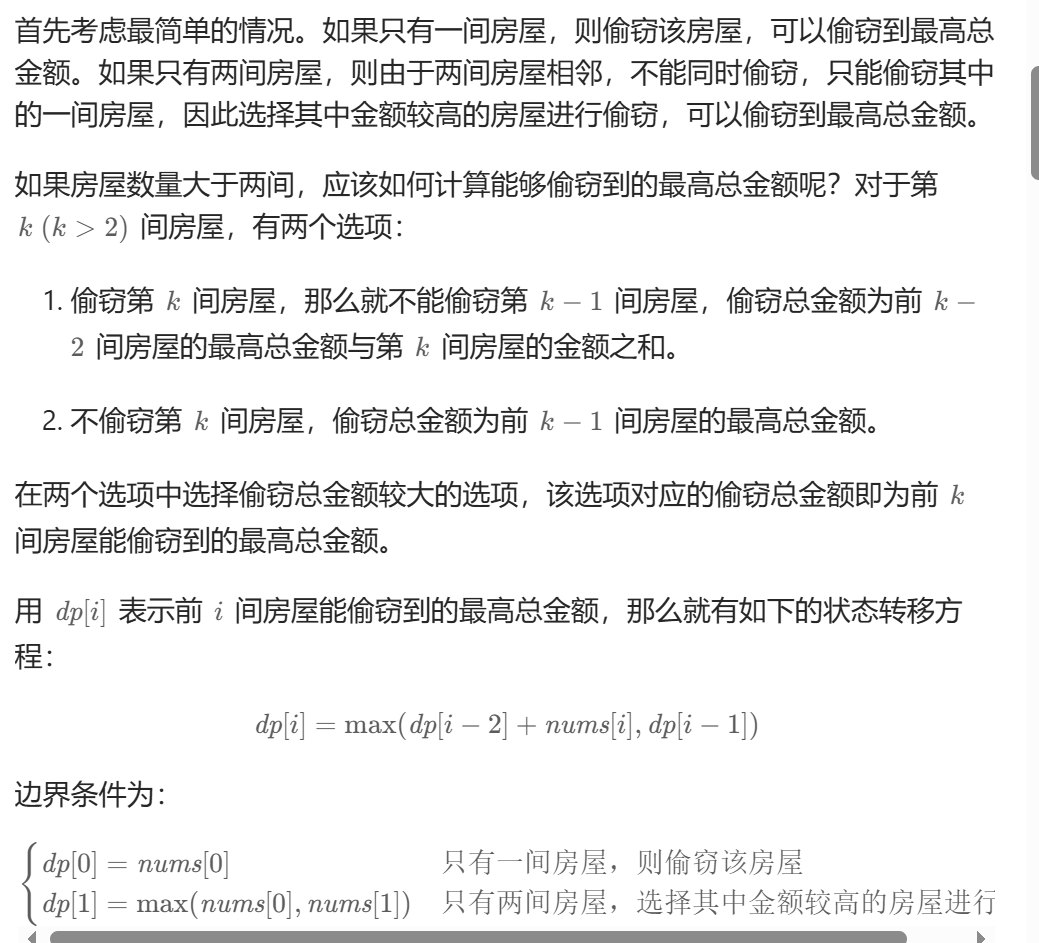 首先考虑最简单的情况。如果只有一间房屋，则偷窃该房屋，可以偷窃到最高总
金额。如果只有两间房屋，则由于两间房屋相邻，不能同时偷窃，只能偷窃其中
的一间房屋，因此选择其中金额较高的房屋进行偷窃，可以偷窃到最高总金额。
如果房屋数量大于两间，应该如何计算能够偷窃到的最高总金额呢？对于第
k (k > 2) 间房屋，有两个选项：
1. 偷窃第 k 间房屋，那么就不能偷窃第 k − 1 间房屋，偷窃总金额为前 k −
2 间房屋的最高总金额与第 k 间房屋的金额之和。
2. 不偷窃第 k 间房屋，偷窃总金额为前 k − 1 间房屋的最高总金额。
在两个选项中选择偷窃总金额较大的选项，该选项对应的偷窃总金额即为前 k
间房屋能偷窃到的最高总金额。
用 dp[i] 表示前 i 间房屋能偷窃到的最高总金额，那么就有如下的状态转移方
程：
dp[i] = max(dp[i − 2] + nums[i], dp[i − 1])
边界条件为：
dp[0] = nums[0] 只有一间房屋，则偷窃该房屋
dp[1] = max(nums[0], nums[1]) 只有两间房屋，选择其中金额较高的房屋进行